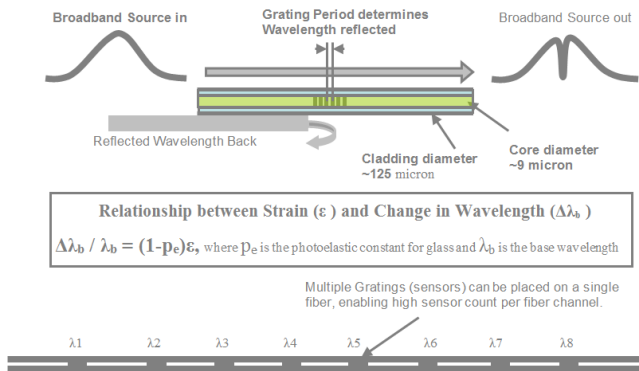 Broadband Source in
Grating Period determines
Wavelength reflected
Broadband Source out
Reflected Wavelength Back
Cladding diameter
~125 micron
Core diameter
~9 micron
Relationship between Strain (ε ) and Change in Wavelength (Δλb )
Δλb / λb = (1-pe)ε, where pe is the photoelastic constant for glass and λb is the base wavelength
Multiple Gratings (sensors) can be placed on a single
fiber, enabling high sensor count per fiber channel.
λ1 λ2 λ3 λ4 λ5 λ6 λ7 λ8